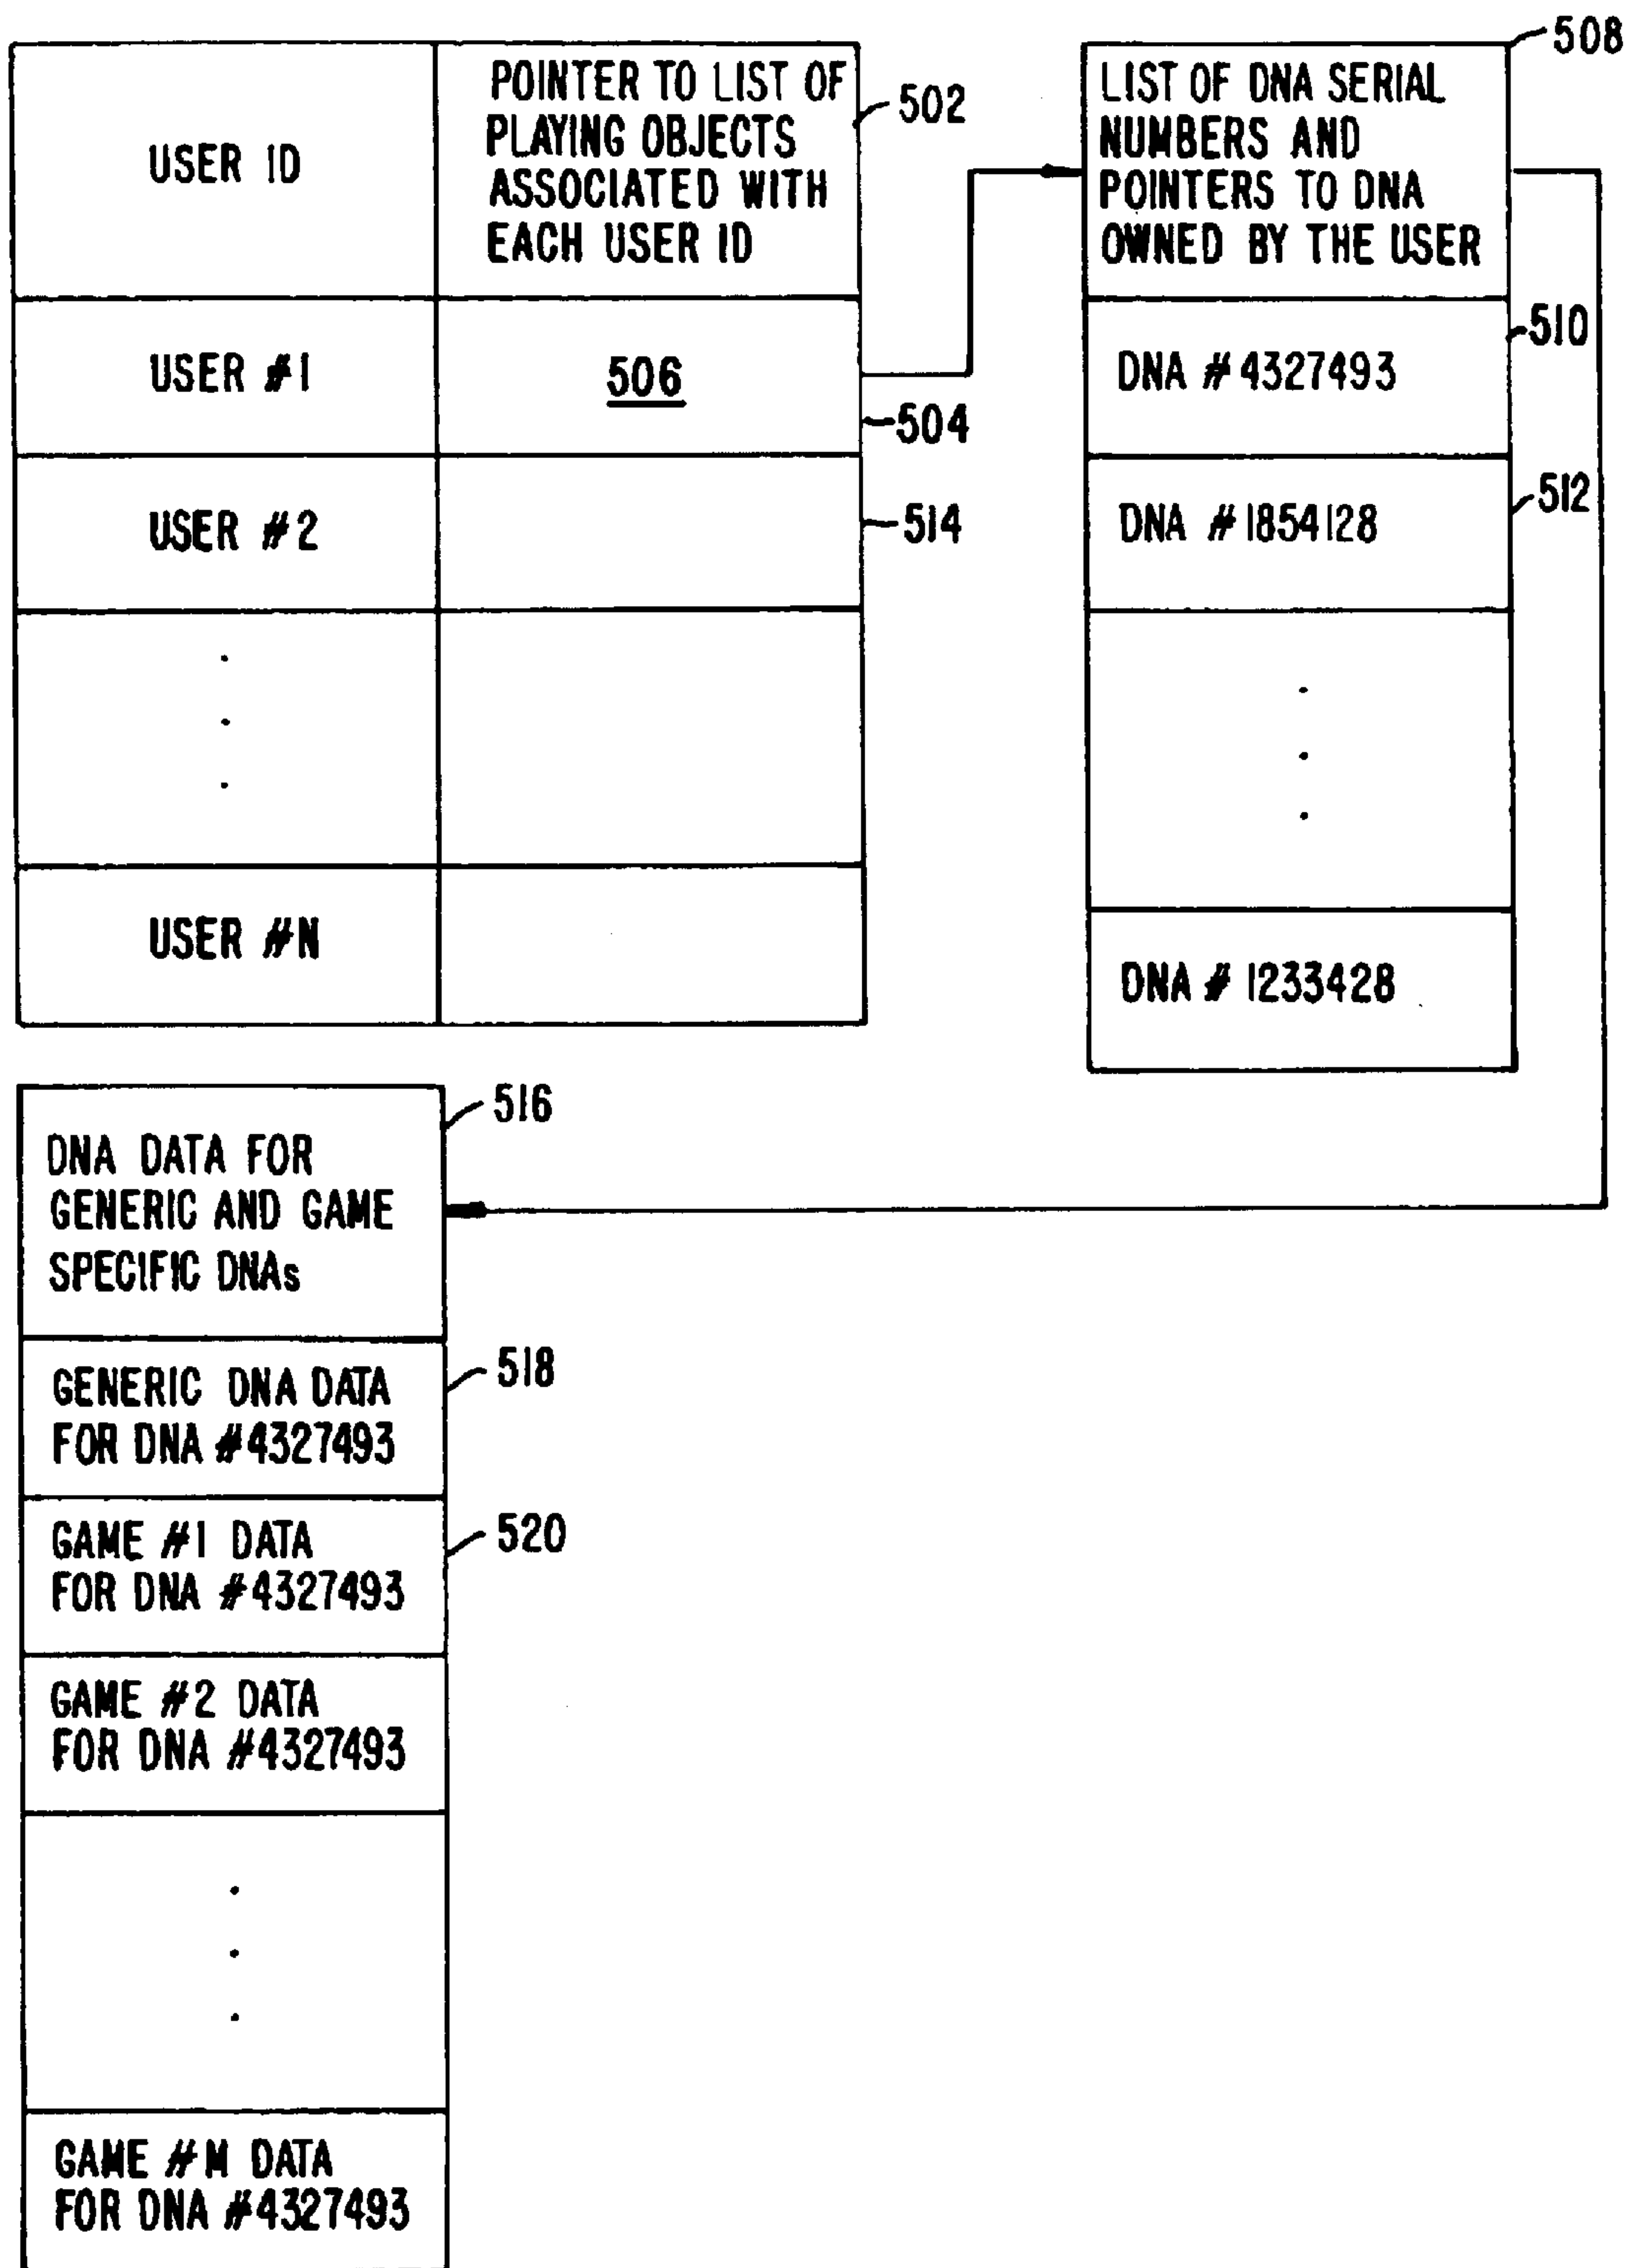 USER ID
POINTER TO LIST OF
PLAYING OBJECTS
ASSOCIATED WITH
EACH USER ID
502
USER #1
506
504
USER #2
514
.
.
.
USER #N
508
LIST OF DNA SERIAL
NUMBERS AND
POINTERS TO DNA
OWNED BY THE USER
510
DNA # 4327493
512
DNA # 1854128
.
.
.
DNA # 1233428
516
DNA DATA FOR
GENERIC AND GAME
SPECIFIC DNAs
518
GENERIC DNA DATA
FOR DNA #4327493
520
GAME #1 DATA
FOR DNA #4327493
GAME #2 DATA
FOR DNA #4327493
.
.
.
GAME #M DATA
FOR DNA #4327493